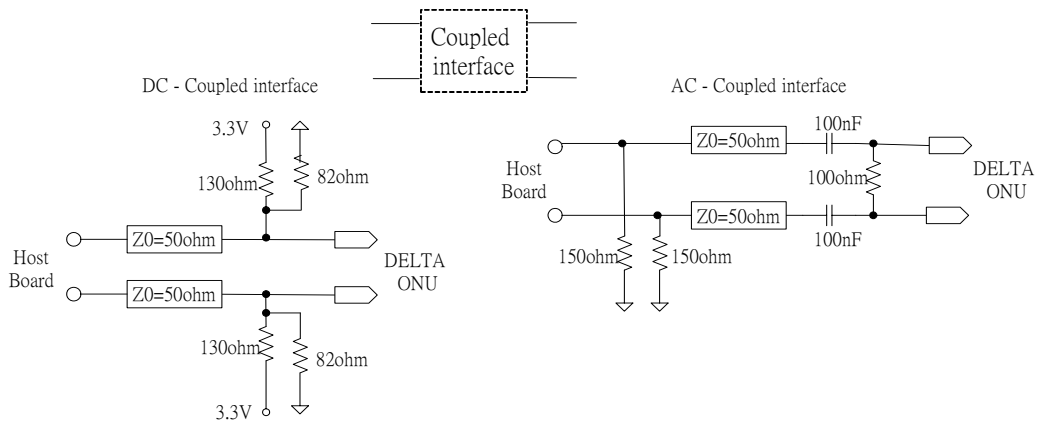 Coupled
interface
DC - Coupled interface
3.3V
130ohm
82ohm
Z0=50ohm
Host
Board
DELTA
ONU
Z0=50ohm
130ohm
82ohm
3.3V
AC - Coupled interface
100nF
Z0=50ohm
Host
Board
100ohm
DELTA
ONU
Z0=50ohm
100nF
150ohm
150ohm